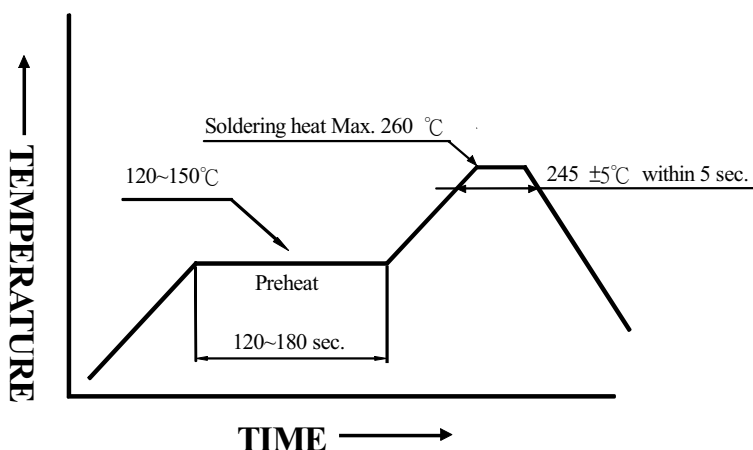 Soldering heat Max. 260 ℃
245 ±5℃ within 5 sec.
120~150℃
Preheat
120~180 sec.
TEMPERATURE
TIME